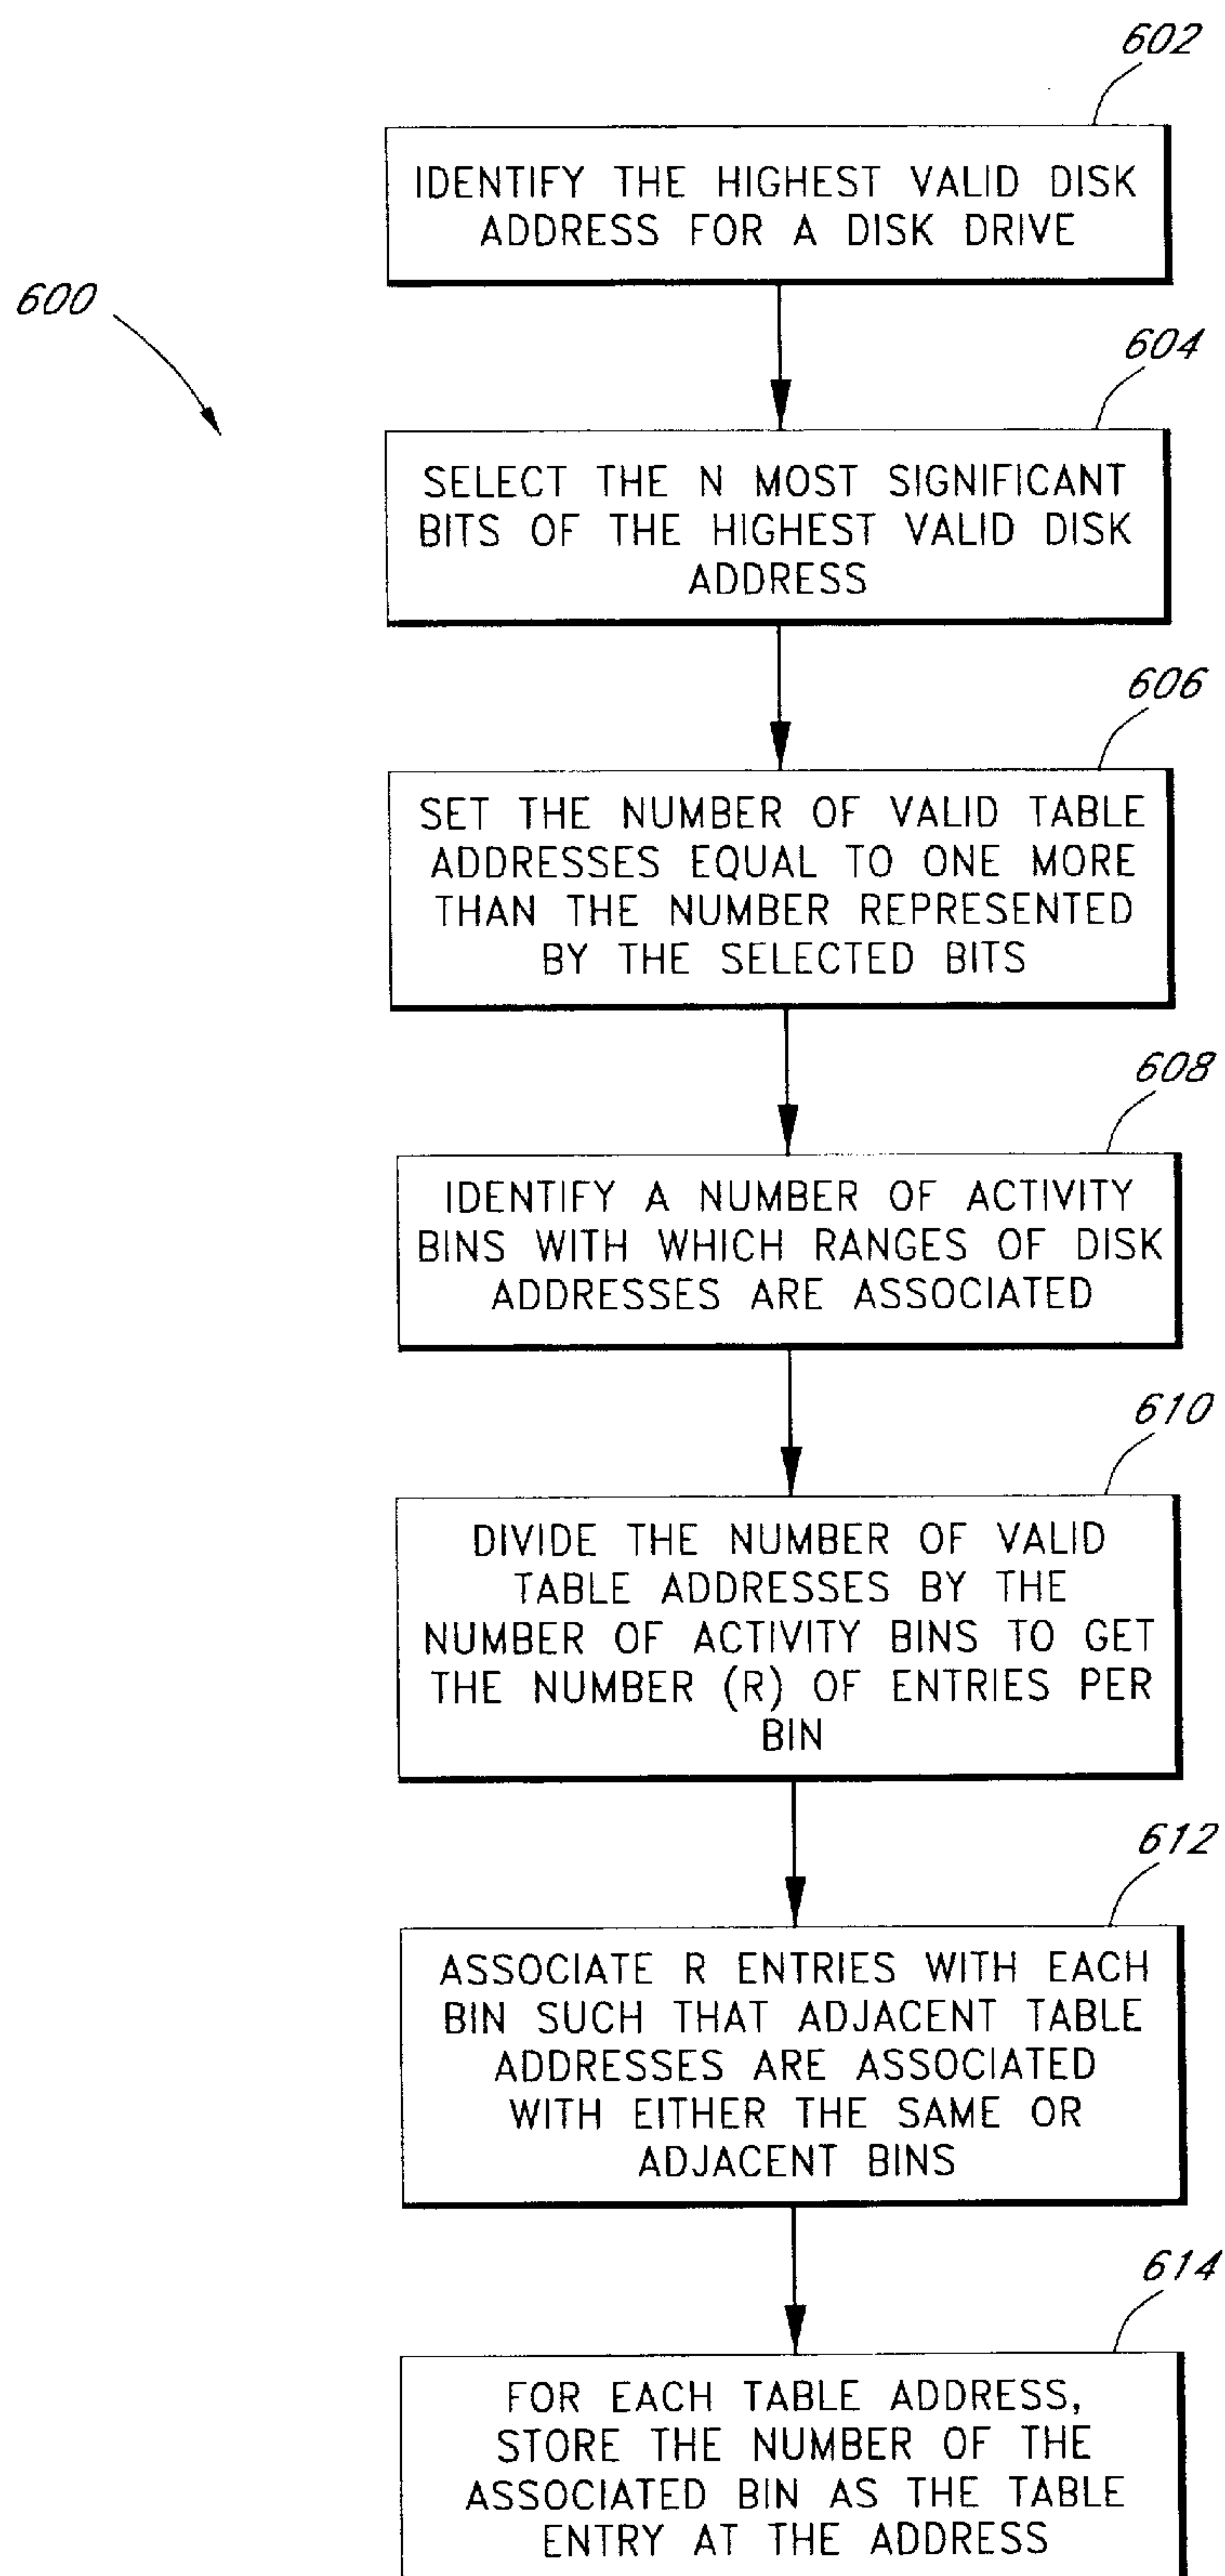 602
IDENTIFY THE HIGHEST VALID DISK
ADDRESS FOR A DISK DRIVE
600
604
SELECT THE N MOST SIGNIFICANT
BITS OF THE HIGHEST VALID DISK
ADDRESS
606
SET THE NUMBER OF VALID TABLE
ADDRESSES EQUAL TO ONE MORE
THAN THE NUMBER REPRESENTED
BY THE SELECTED BITS
608
IDENTIFY A NUMBER OF ACTIVITY
BINS WITH WHICH RANGES OF DISK
ADDRESSES ARE ASSOCIATED
610
DIVIDE THE NUMBER OF VALID
TABLE ADDRESSES BY THE
NUMBER OF ACTIVITY BINS TO GET
THE NUMBER (R) OF ENTRIES PER
BIN
612
ASSOCIATE R ENTRIES WITH EACH
BIN SUCH THAT ADJACENT TABLE
ADDRESSES ARE ASSOCIATED
WITH EITHER THE SAME OR
ADJACENT BINS
614
FOR EACH TABLE ADDRESS,
STORE THE NUMBER OF THE
ASSOCIATED BIN AS THE TABLE
ENTRY AT THE ADDRESS